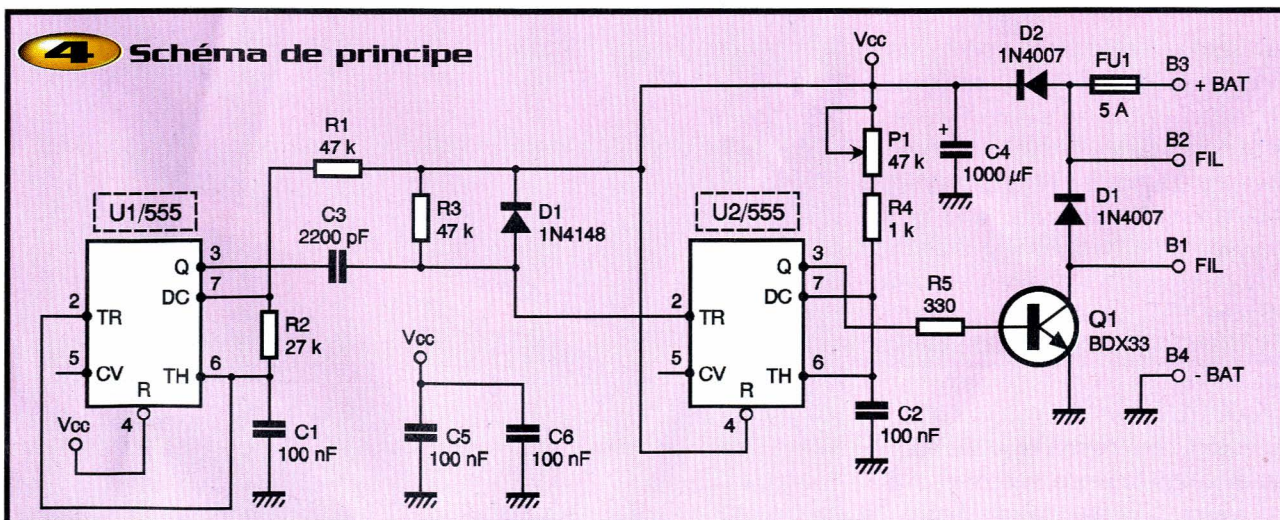 4 Schéma de principe
Vcc
D2
1N4007
FU1
5 A
B3
+ BAT
R1
47 k
P1
47 k
+
C4
1000 µF
B2
FIL
U1/555
C3
2200 pF
R3
47 k
D1
1N4148
U2/555
R4
1 k
D1
1N4007
B1
FIL
3
Q
7
DC
2
TR
R2
27 k
5
CV
6
TH
R
4
Vcc
C1
100 nF
Vcc
C5
100 nF
C6
100 nF
3
Q
7
DC
2
TR
5
CV
6
TH
R
4
R5
330
Q1
BDX33
C2
100 nF
B4
- BAT